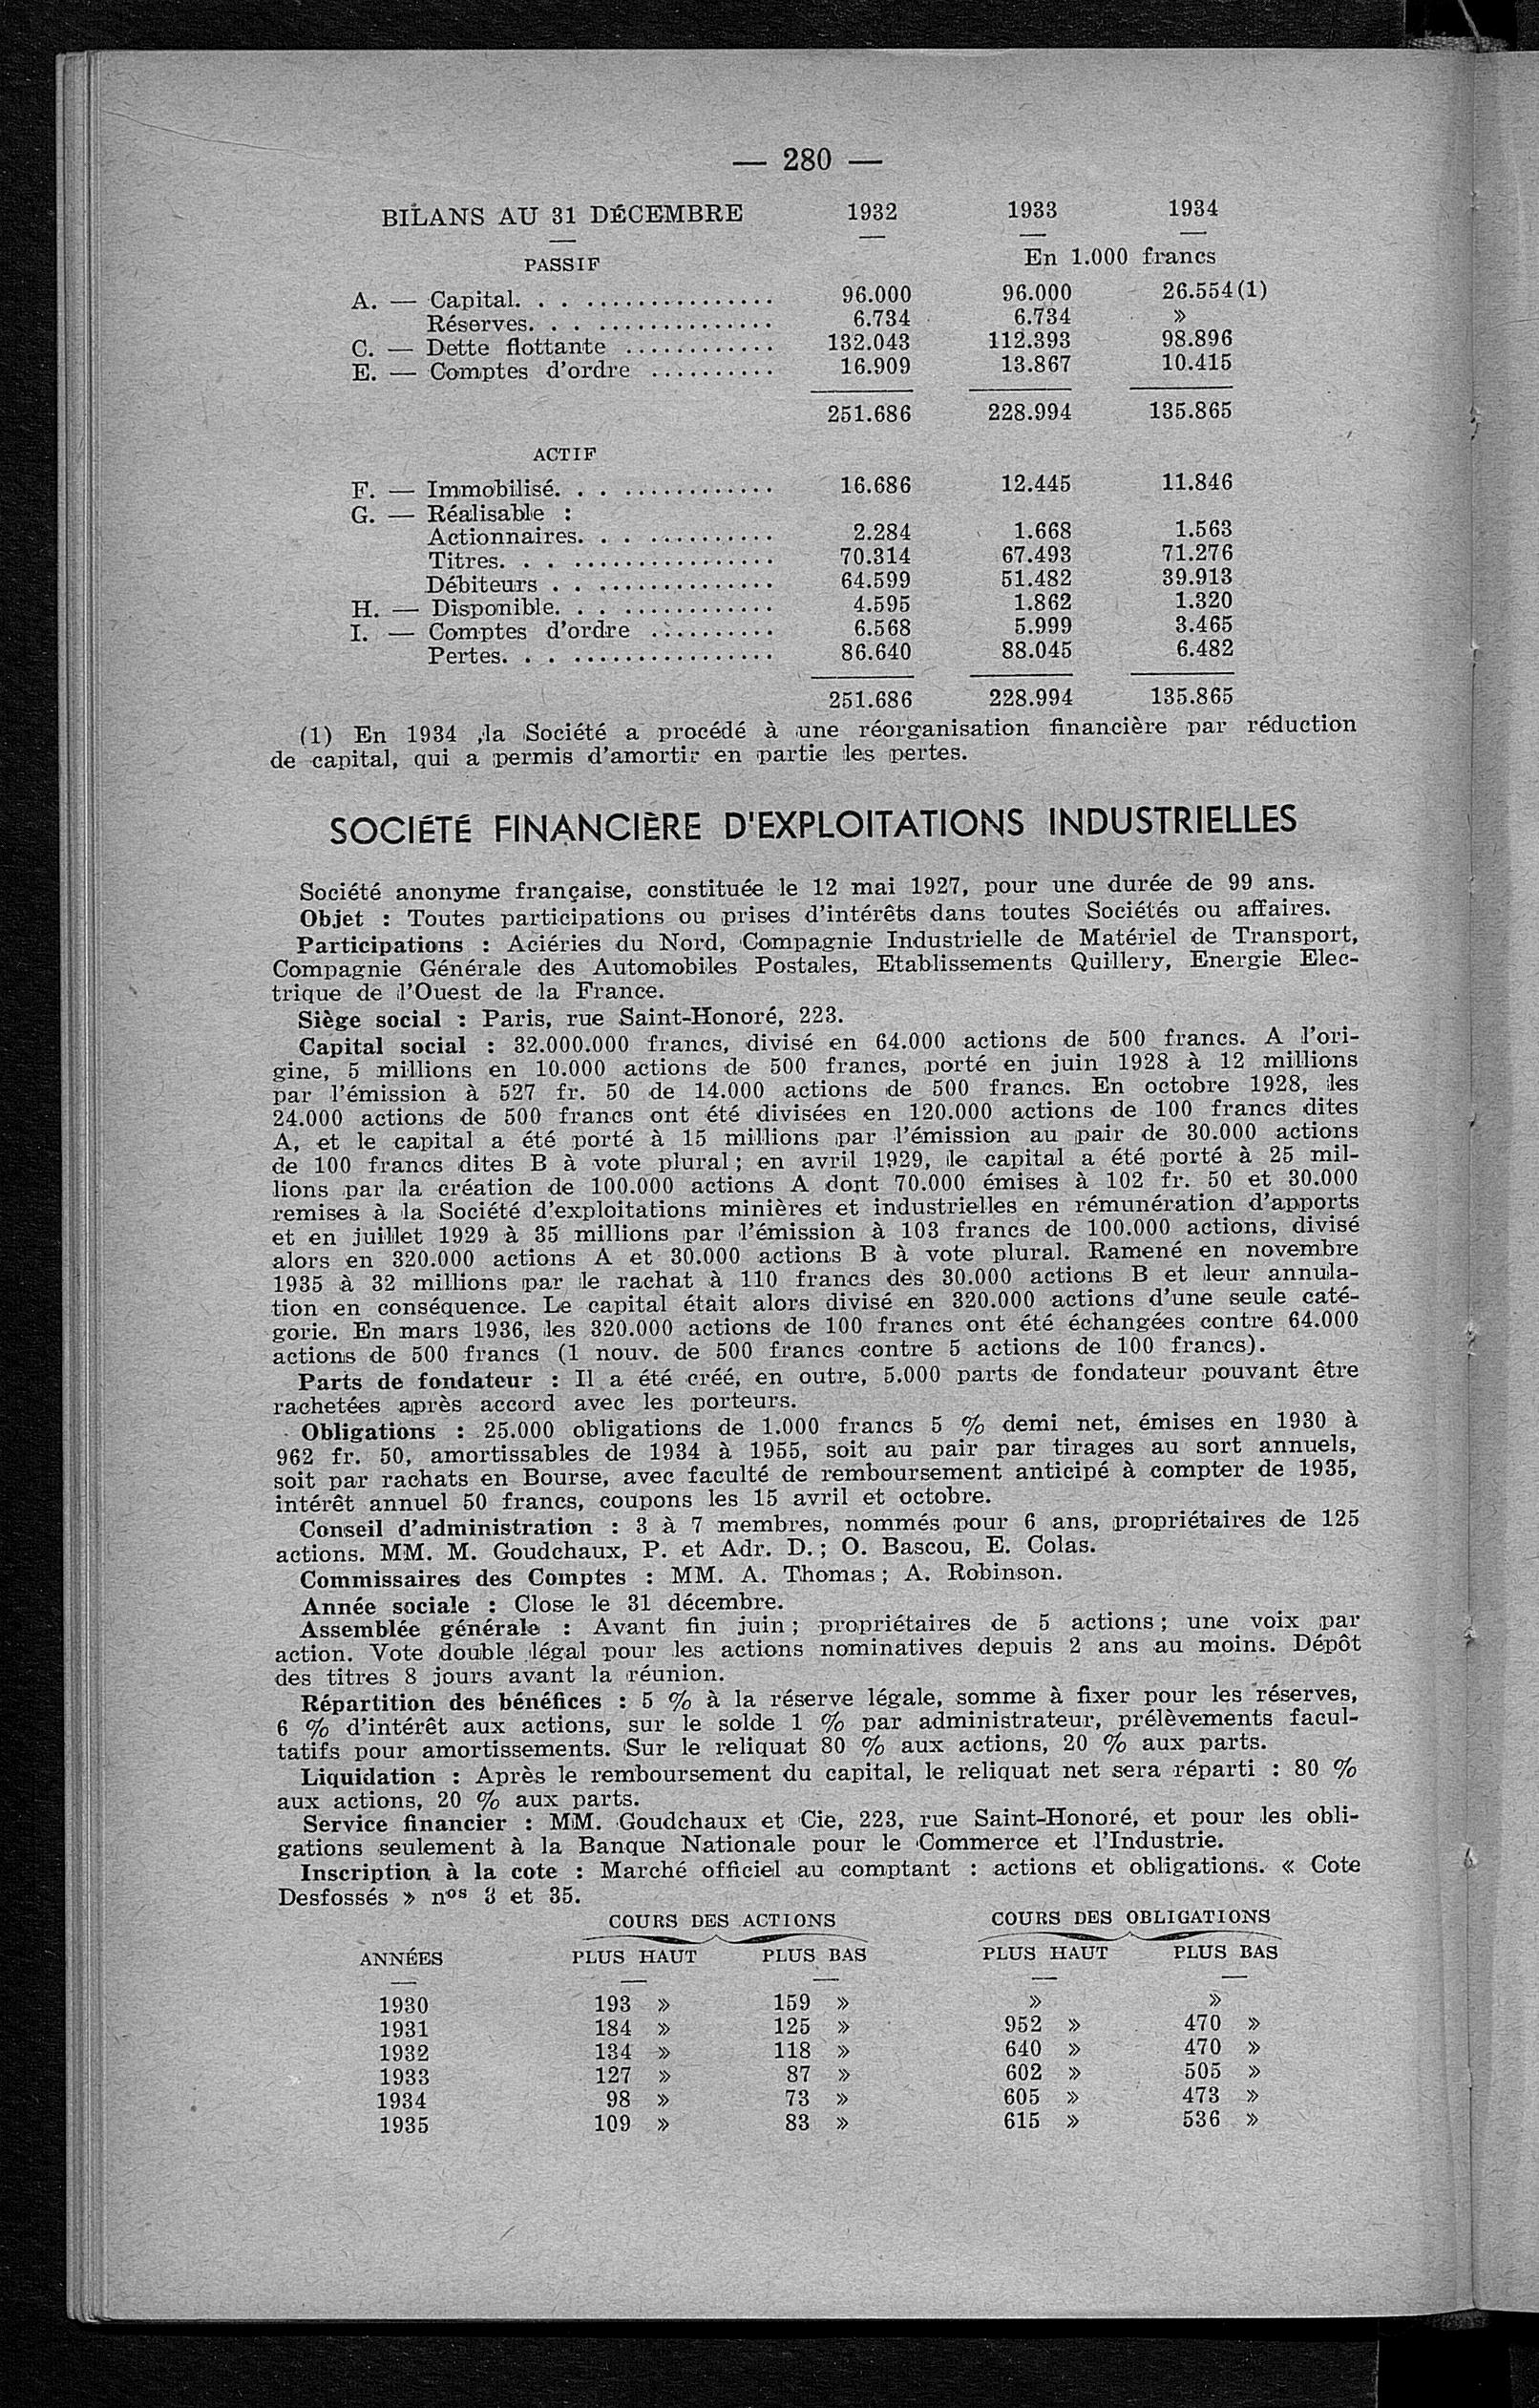 — 280 —
BILANS AU 31 DÉCEMBRE 1932 1933 1934
PASSIF En 1.000 francs
A. — Capital. . . ................ 96.000 96.000 26.554(1)
Réserves. . . ............... 6.734 6.734 »
C. — Dette flottante ............ 132.043 112.393 98.896
E. — Comptes d'ordre .......... 16.909 13.867 10.415
251.686 228.994 135.865
ACTIF
F. — Immobilisé. . . ............. 16.686 12.445 11.846
G. — Réalisable :
Actionnaires. . . ........... 2.284 1.668 1.563
Titres. . . ................. 70.314 67.493 71.276
Débiteurs . . ............... 64.599 51.482 39.913
H. — Disponible. . . ............. 4.595 1.862 1.320
I. — Comptes d'ordre .......... 6.568 5.999 3.465
Pertes. . . ................. 86.640 88.045 6.482
251.686 228.994 135.865
(1) En 1934 ,la Société a procédé à une réorganisation financière par réduction
de capital, qui a permis d'amortir en partie les pertes.
SOCIÉTÉ FINANCIÈRE D'EXPLOITATIONS INDUSTRIELLES
Société anonyme française, constituée le 12 mai 1927, pour une durée de 99 ans.
Objet : Toutes participations ou prises d'intérêts dans toutes Sociétés ou affaires.
Participations : Aciéries du Nord, Compagnie Industrielle de Matériel de Transport,
Compagnie Générale des Automobiles Postales, Etablissements Quillery, Energie Elec-
trique de l'Ouest de la France.
Siège social : Paris, rue Saint-Honoré, 223.
Capital social : 32.000.000 francs, divisé en 64.000 actions de 500 francs. A l'ori-
gine, 5 millions en 10.000 actions de 500 francs, porté en juin 1928 à 12 millions
par l'émission à 527 fr. 50 de 14.000 actions de 500 francs. En octobre 1928, les
24.000 actions de 500 francs ont été divisées en 120.000 actions de 100 francs dites
A, et le capital a été porté à 15 millions par l'émission au pair de 30.000 actions
de 100 francs dites B à vote plural ; en avril 1929, le capital a été porté à 25 mil-
lions par la création de 100.000 actions A dont 70.000 émises à 102 fr. 50 et 30.000
remises à la Société d'exploitations minières et industrielles en rémunération d'apports
et en juillet 1929 à 35 millions par l'émission à 103 francs de 100.000 actions, divisé
alors en 320.000 actions A et 30.000 actions B à vote plural. Ramené en novembre
1935 à 32 millions par le rachat à 110 francs des 30.000 actions B et leur annula-
tion en conséquence. Le capital était alors divisé en 320.000 actions d'une seule caté-
gorie. En mars 1936, les 320.000 actions de 100 francs ont été échangées contre 64.000
actions de 500 francs (1 nouv. de 500 francs contre 5 actions de 100 francs).
Parts de fondateur : Il a été créé, en outre, 5.000 parts de fondateur pouvant être
rachetées après accord avec les porteurs.
Obligations : 25.000 obligations de 1.000 francs 5 % demi net, émises en 1930 à
962 fr. 50, amortissables de 1934 à 1955, soit au pair par tirages au sort annuels,
soit par rachats en Bourse, avec faculté de remboursement anticipé à compter de 1935,
intérêt annuel 50 francs, coupons les 15 avril et octobre.
Conseil d'administration : 3 à 7 membres, nommés pour 6 ans, propriétaires de 125
actions. MM. M. Goudchaux, P. et Adr. D. ; O. Bascou, E. Colas.
Commissaires des Comptes : MM. A. Thomas ; A. Robinson.
Année sociale : Close le 31 décembre.
Assemblée générale : Avant fin juin ; propriétaires de 5 actions ; une voix par
action. Vote double légal pour les actions nominatives depuis 2 ans au moins. Dépôt
des titres 8 jours avant la réunion.
Répartition des bénéfices : 5 % à la réserve légale, somme à fixer pour les réserves,
6 % d'intérêt aux actions, sur le solde 1 % par administrateur, prélèvements facul-
tatifs pour amortissements. Sur le reliquat 80 % aux actions, 20 % aux parts.
Liquidation : Après le remboursement du capital, le reliquat net sera réparti : 80 %
aux actions, 20 % aux parts.
Service financier : MM. Goudchaux et Cie, 223, rue Saint-Honoré, et pour les obli-
gations seulement à la Banque Nationale pour le Commerce et l'Industrie.
Inscription à la cote : Marché officiel au comptant : actions et obligations. « Cote
Desfossés » nos 3 et 35.
COURS DES ACTIONS COURS DES OBLIGATIONS
ANNÉES PLUS HAUT PLUS BAS PLUS HAUT PLUS BAS
1930 193 » 159 » » »
1931 184 » 125 » 952 » 470 »
1932 134 » 118 » 640 » 470 »
1933 127 » 87 » 602 » 505 »
1934 98 » 73 » 605 » 473 »
1935 109 » 83 » 615 » 536 »